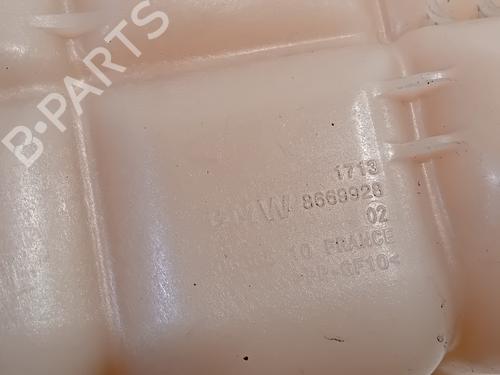 B-PARTS
1713
BMW 8669928
02
10 FRANCE
>PP-GF10<